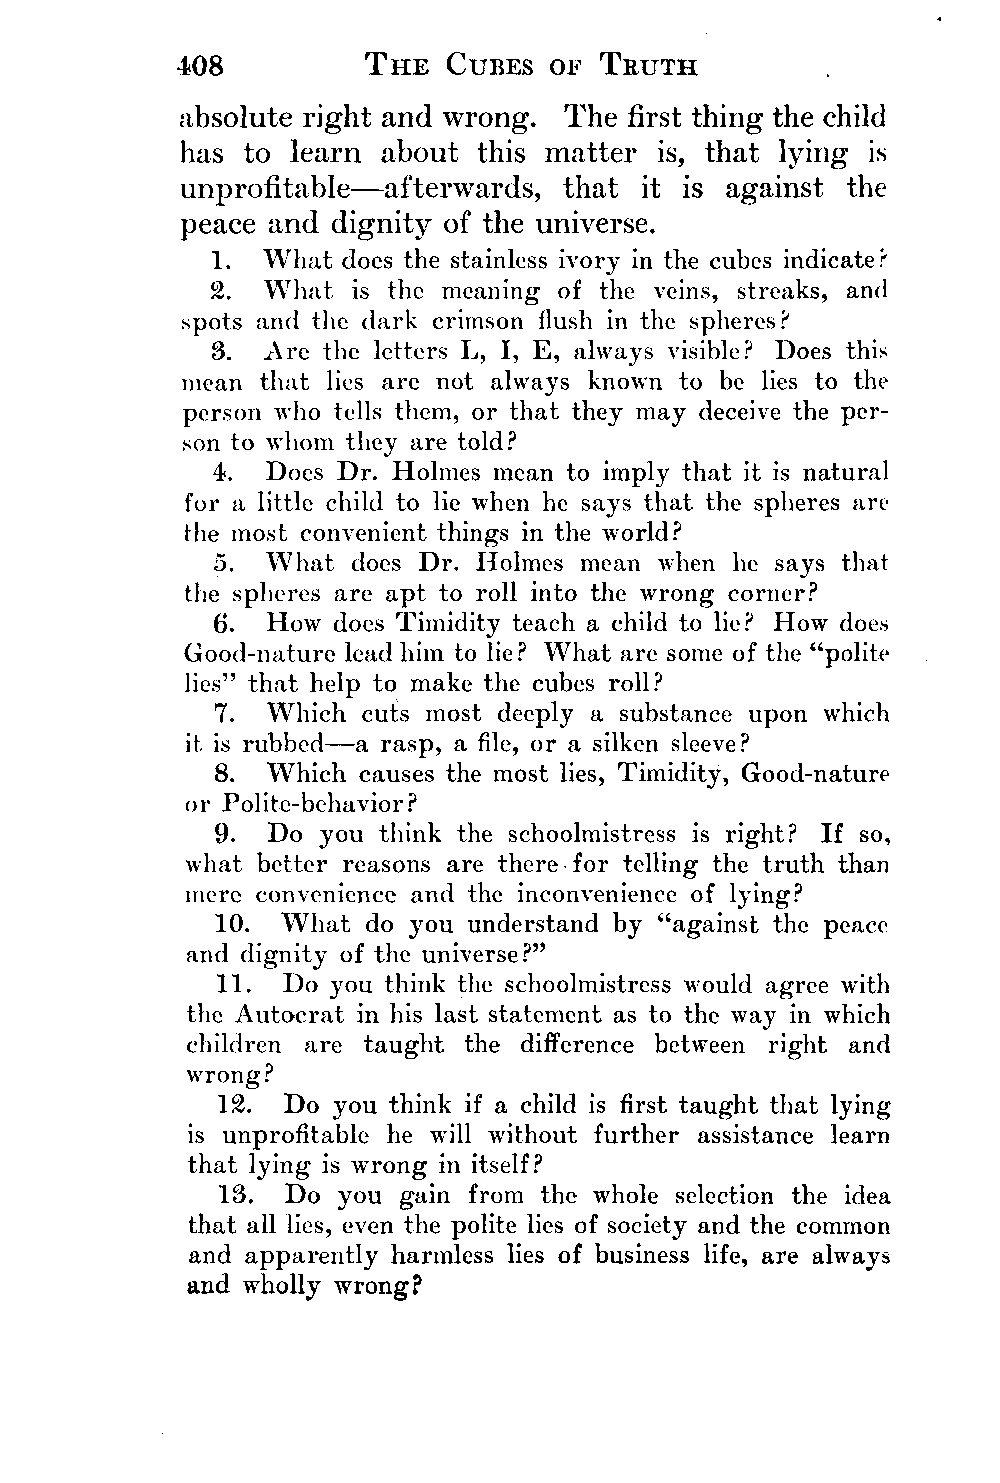 408 THE CUBES OF TRUTH
absolute right and wrong. The first thing the child
has to learn about this matter is, that lying is
unprofitable—afterwards, that it is against the
peace and dignity of the universe.
1. What does the stainless ivory in the cubes indicate?
2. What is the meaning of the veins, streaks, and
spots and the dark crimson flush in the spheres?
3. Are the letters L, I, E, always visible? Does this
mean that lies are not always known to be lies to the
person who tells them, or that they may deceive the per-
son to whom they are told?
4. Does Dr. Holmes mean to imply that it is natural
for a little child to lie when he says that the spheres are
the most convenient things in the world?
5. What does Dr. Holmes mean when he says that
the spheres are apt to roll into the wrong corner?
6. How does Timidity teach a child to lie? How does
Good-nature lead him to lie? What are some of the “polite
lies” that help to make the cubes roll?
7. Which cuts most deeply a substance upon which
it is rubbed—a rasp, a file, or a silken sleeve?
8. Which causes the most lies, Timidity, Good-nature
or Polite-behavior?
9. Do you think the schoolmistress is right? If so,
what better reasons are there for telling the truth than
mere convenience and the inconvenience of lying?
10. What do you understand by “against the peace
and dignity of the universe?”
11. Do you think the schoolmistress would agree with
the Autocrat in his last statement as to the way in which
children are taught the difference between right and
wrong?
12. Do you think if a child is first taught that lying
is unprofitable he will without further assistance learn
that lying is wrong in itself?
13. Do you gain from the whole selection the idea
that all lies, even the polite lies of society and the common
and apparently harmless lies of business life, are always
and wholly wrong?